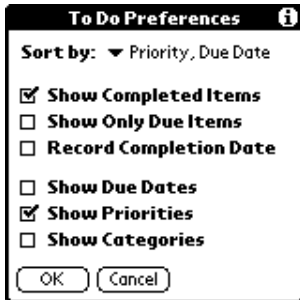 To Do Preferences
Sort by: Priority, Due Date
Show Completed Items
Show Only Due Items
Record Completion Date
Show Due Dates
Show Priorities
Show Categories
OK Cancel